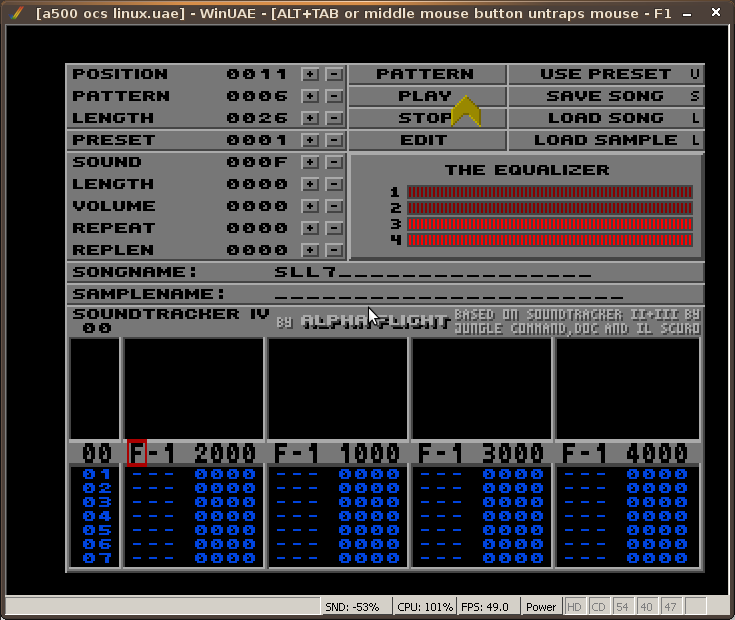 [a500 ocs linux.uae] - WinUAE - [ALT+TAB or middle mouse button untraps mouse - F1
POSITION 0011 + - PATTERN USE PRESET U
PATTERN 0006 + - PLAY SAVE SONG S
LENGTH 0026 + - STOP LOAD SONG L
PRESET 0001 + - EDIT LOAD SAMPLE L
SOUND 000F + -
LENGTH 0000 + - THE EQUALIZER
VOLUME 0000 + - 1
REPEAT 0000 + - 2
REPLEN 0000 + - 3
4
SONGNAME: SLL7_________________
SAMPLENAME: ______________________
SOUNDTRACKER IV BY ALPHA FLIGHT BASED ON SOUNDTRACKER II+III BY
00 JUNGLE COMMAND,DOC AND IL SCURO
00 F-1 2000 F-1 1000 F-1 3000 F-1 4000
01 --- 0000 --- 0000 --- 0000 --- 0000
02 --- 0000 --- 0000 --- 0000 --- 0000
03 --- 0000 --- 0000 --- 0000 --- 0000
04 --- 0000 --- 0000 --- 0000 --- 0000
05 --- 0000 --- 0000 --- 0000 --- 0000
06 --- 0000 --- 0000 --- 0000 --- 0000
07 --- 0000 --- 0000 --- 0000 --- 0000
SND: -53% CPU: 101% FPS: 49.0 Power HD CD 54 40 47